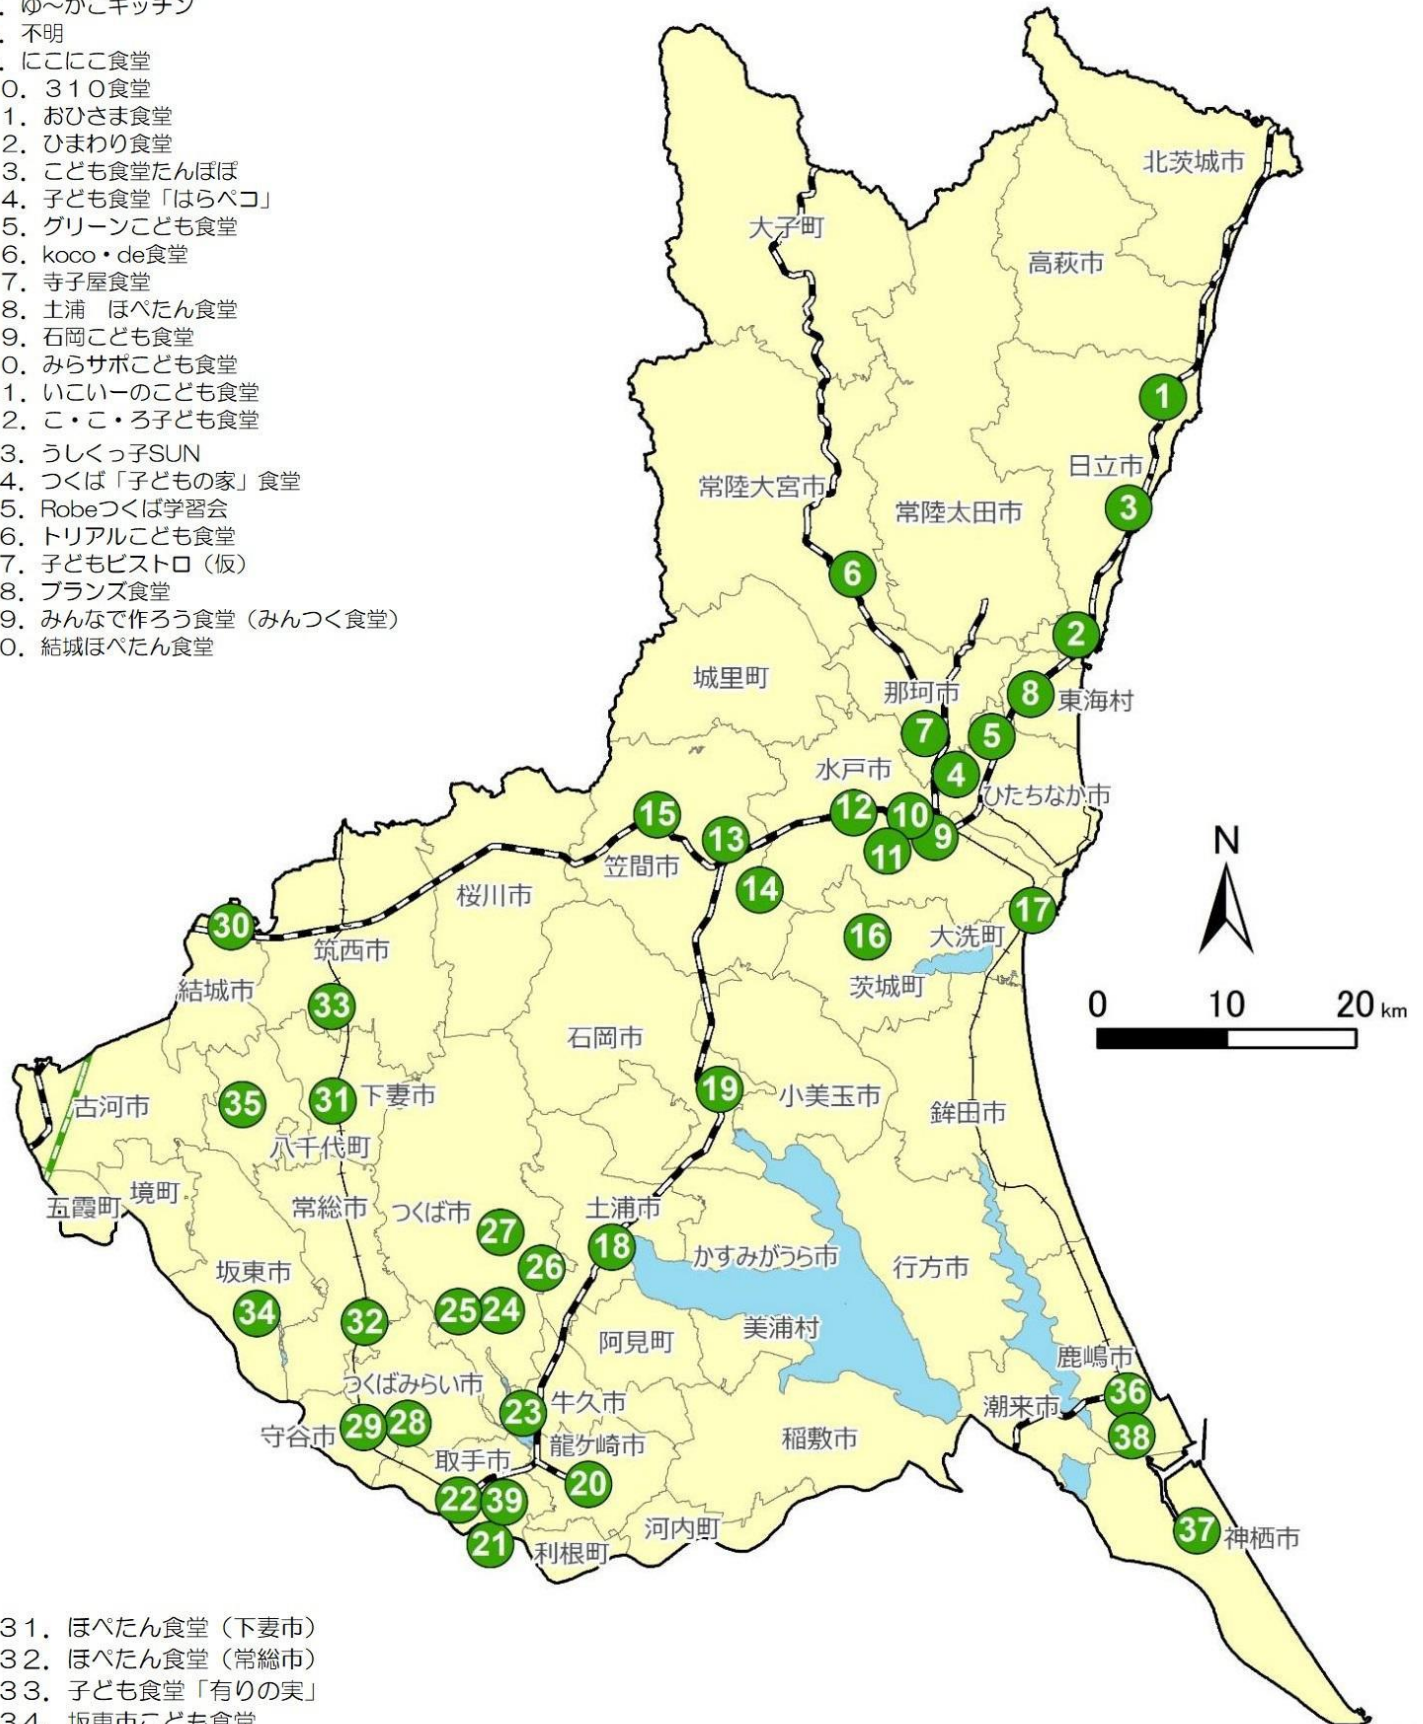 ．ゆ～かこキッチン
．不明
．にこにこ食堂
０．３１０食堂
１．おひさま食堂
２．ひまわり食堂
３．こども食堂たんぽぽ
４．子ども食堂「はらペコ」
５．グリーンこども食堂
６．koco・de食堂
７．寺子屋食堂
８．土浦　ほぺたん食堂
９．石岡こども食堂
０．みらサポこども食堂
１．いこいーのこども食堂
２．こ・こ・ろ子ども食堂
３．うしくっ子SUN
４．つくば「子どもの家」食堂
５．Robeつくば学習会
６．トリアルこども食堂
７．子どもビストロ（仮）
８．ブランズ食堂
９．みんなで作ろう食堂（みんつく食堂）
０．結城ほぺたん食堂
北茨城市
大子町
高萩市
1
日立市
常陸大宮市
常陸太田市
3
6
2
城里町
那珂市
8
東海村
7
5
水戸市
4
ひたちなか市
15
12
10
13
9
笠間市
11
N
桜川市
14
17
30
16
大洗町
筑西市
結城市
茨城町
0 10 20 km
33
石岡市
19
小美玉市
35
31
下妻市
古河市
鉾田市
八千代町
境町
五霞町
常総市
つくば市
土浦市
27
18
かすみがうら市
26
行方市
坂東市
34
32
25
24
阿見町
美浦村
鹿嶋市
つくばみらい市
36
牛久市
潮来市
23
29
28
守谷市
38
龍ケ崎市
稲敷市
取手市
20
22
39
河内町
37
神栖市
21
利根町
３１．ほぺたん食堂（下妻市）
３２．ほぺたん食堂（常総市）
３３．子ども食堂「有りの実」
３４．坂東市こども食堂